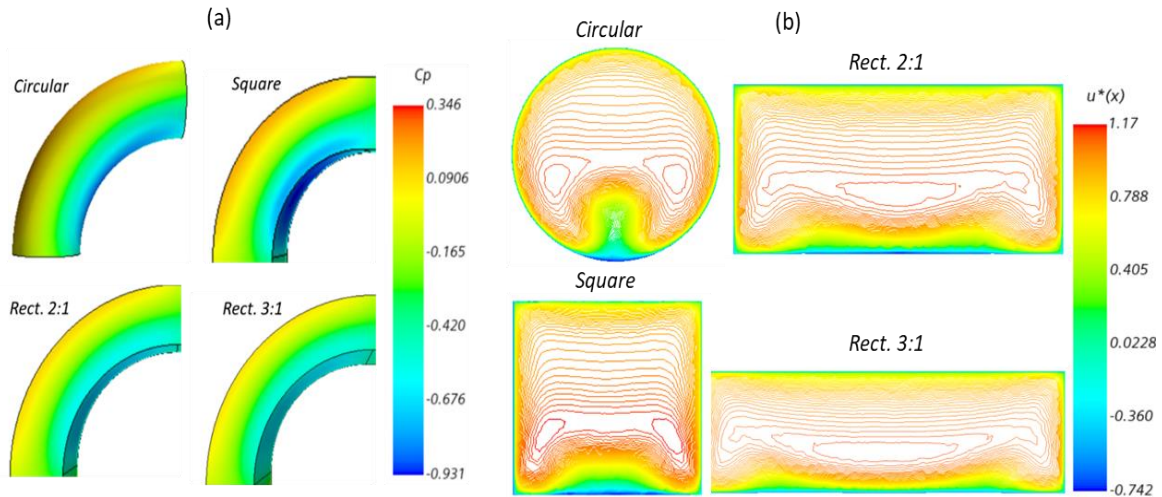 (a)
Circular
Square
Cp
0.346
0.0906
-0.165
-0.420
-0.676
-0.931
Rect. 2:1
Rect. 3:1
(b)
Circular
Rect. 2:1
u*(x)
1.17
0.788
0.405
0.0228
-0.360
-0.742
Square
Rect. 3:1